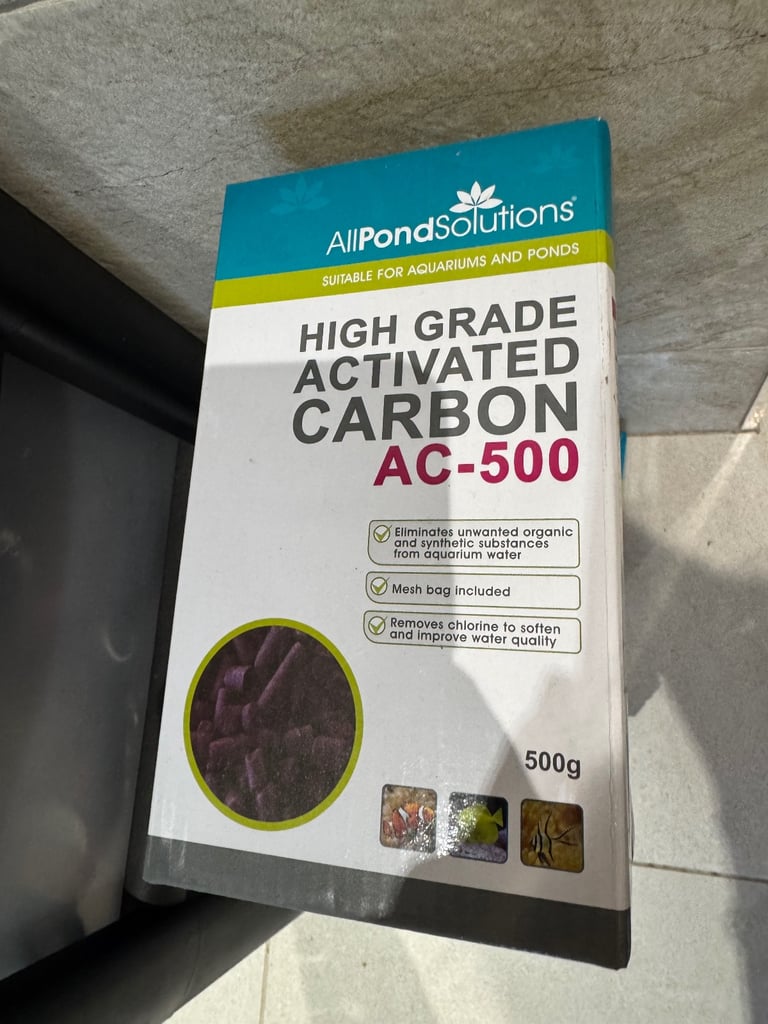 AllPondSolutions®
SUITABLE FOR AQUARIUMS AND PONDS
HIGH GRADE
ACTIVATED
CARBON
AC-500
Eliminates unwanted organic
and synthetic substances
from aquarium water
Mesh bag included
Removes chlorine to soften
and improve water quality
500g